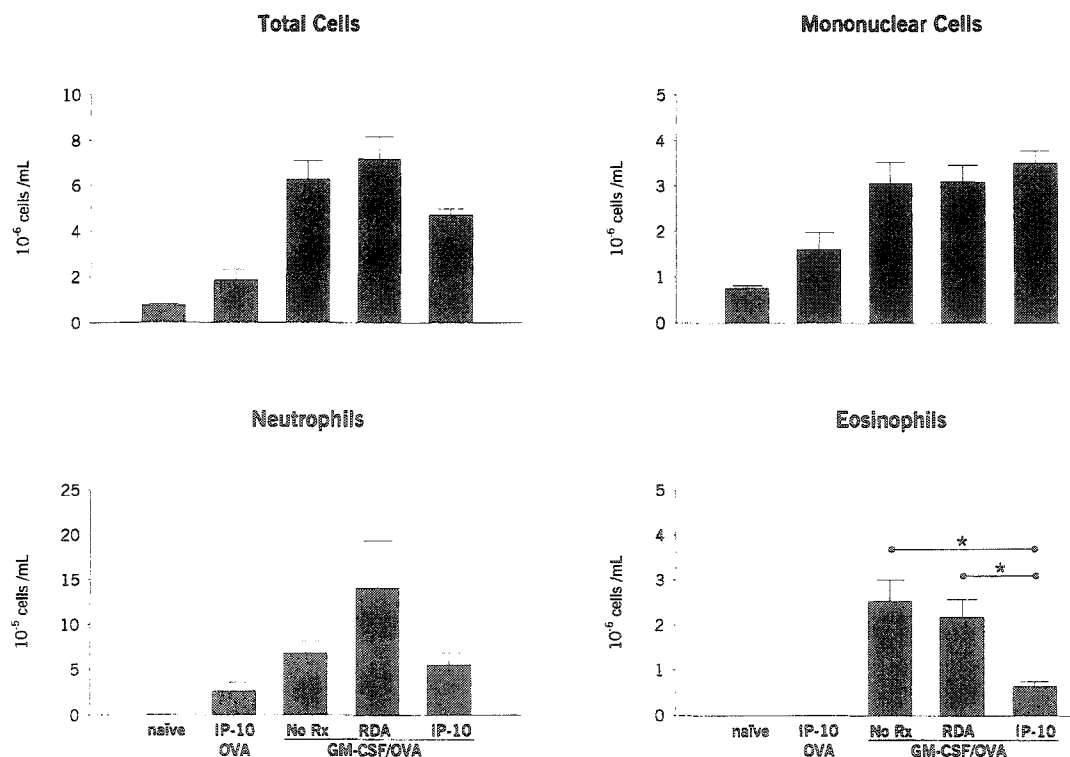 Total Cells
10
8
6
4
2
0
10⁻⁶ cells /mL
Mononuclear Cells
5
4
3
2
1
0
10⁻⁶ cells /mL
Neutrophils
25
20
15
10
5
0
10⁻⁵ cells /mL
naïve IP-10 No Rx RDA IP-10
OVA GM-CSF/OVA
Eosinophils
5
4
3
2
1
0
10⁻⁶ cells /mL
*
*
naïve IP-10 No Rx RDA IP-10
OVA GM-CSF/OVA